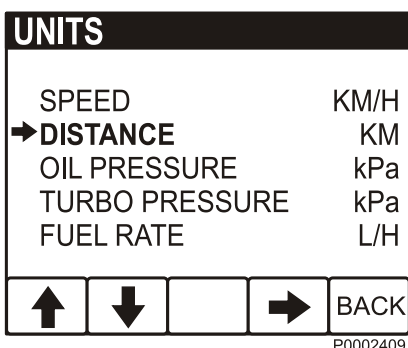 UNITS
SPEED KM/H
DISTANCE KM
OIL PRESSURE kPa
TURBO PRESSURE kPa
FUEL RATE L/H
BACK
P0002409